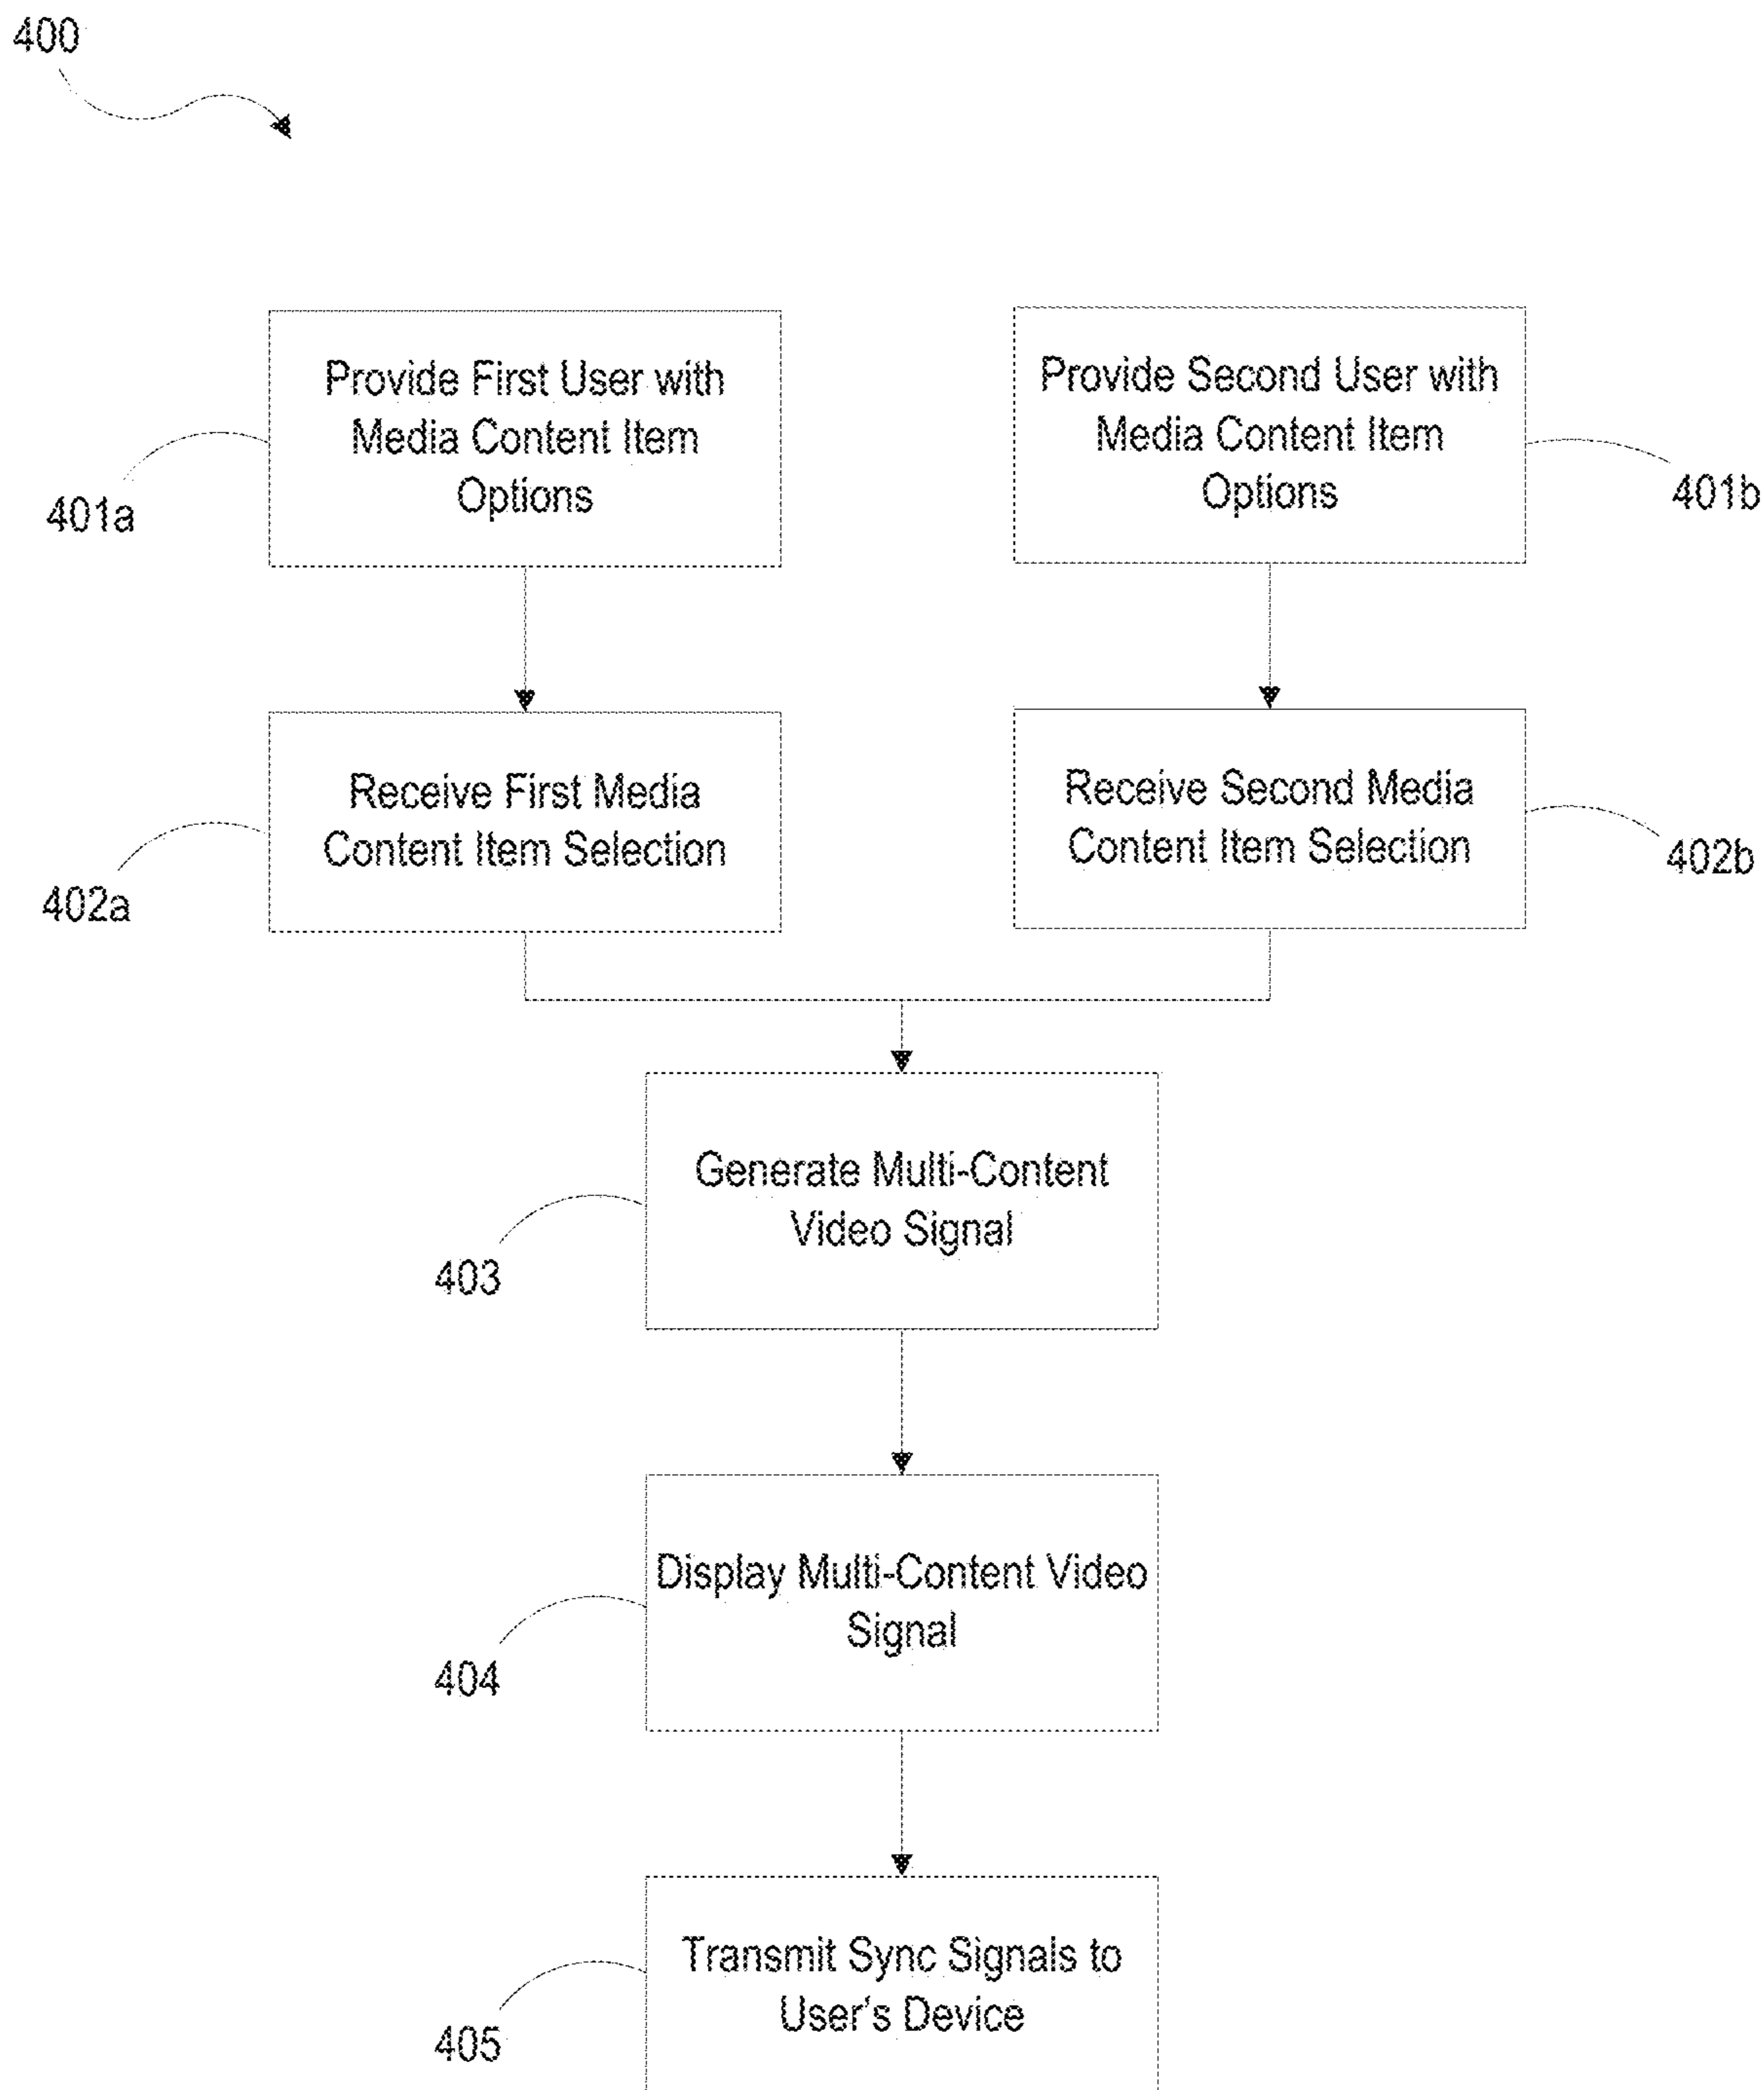 400
Provide First User with
Media Content Item
Options
401a
Provide Second User with
Media Content Item
Options
401b
Receive First Media
Content Item Selection
402a
Receive Second Media
Content Item Selection
402b
Generate Multi-Content
Video Signal
403
Display Multi-Content Video
Signal
404
Transmit Sync Signals to
User's Device
405